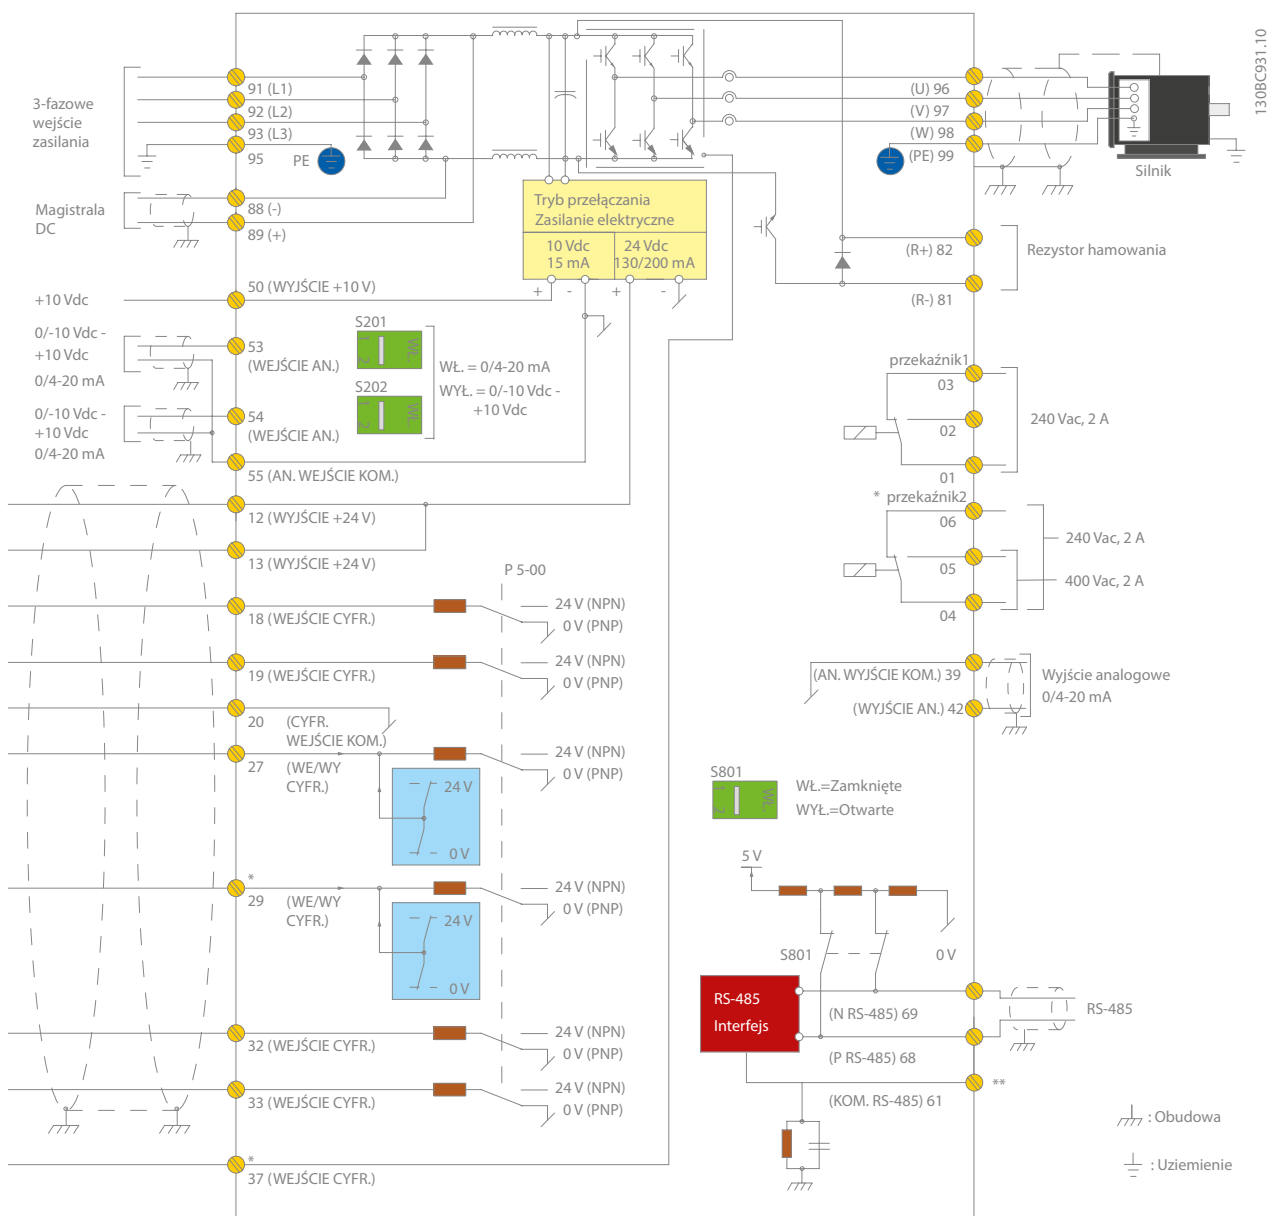 130BC931.10
3-fazowe
wejście
zasilania
91 (L1)
92 (L2)
93 (L3)
95
PE
(U) 96
(V) 97
(W) 98
(PE) 99
Silnik
Magistrala
DC
88 (-)
89 (+)
Tryb przełączania
Zasilanie elektryczne
10 Vdc
15 mA
24 Vdc
130/200 mA
+ - + -
(R+) 82
Rezystor hamowania
(R-) 81
+10 Vdc
50 (WYJŚCIE +10 V)
0/-10 Vdc -
+10 Vdc
0/4-20 mA
53
(WEJŚCIE AN.)
S201
1 2 WŁ.
S202
1 2 WŁ.
WŁ. = 0/4-20 mA
WYŁ. = 0/-10 Vdc -
+10 Vdc
0/-10 Vdc -
+10 Vdc
0/4-20 mA
54
(WEJŚCIE AN.)
55 (AN. WEJŚCIE KOM.)
przekaźnik1
03
02
01
240 Vac, 2 A
* przekaźnik2
06
05
04
240 Vac, 2 A
400 Vac, 2 A
12 (WYJŚCIE +24 V)
13 (WYJŚCIE +24 V)
P 5-00
18 (WEJŚCIE CYFR.)
24 V (NPN)
0 V (PNP)
19 (WEJŚCIE CYFR.)
24 V (NPN)
0 V (PNP)
20 (CYFR.
WEJŚCIE KOM.)
27 (WE/WY
CYFR.)
24 V (NPN)
0 V (PNP)
24 V
0 V
*
29 (WE/WY
CYFR.)
24 V (NPN)
0 V (PNP)
24 V
0 V
32 (WEJŚCIE CYFR.)
24 V (NPN)
0 V (PNP)
33 (WEJŚCIE CYFR.)
24 V (NPN)
0 V (PNP)
*
37 (WEJŚCIE CYFR.)
(AN. WYJŚCIE KOM.) 39
(WYJŚCIE AN.) 42
Wyjście analogowe
0/4-20 mA
S801
1 2 WŁ.
WŁ.=Zamknięte
WYŁ.=Otwarte
5 V
S801
0 V
RS-485
Interfejs
(N RS-485) 69
(P RS-485) 68
RS-485
**
(KOM. RS-485) 61
: Obudowa
: Uziemienie